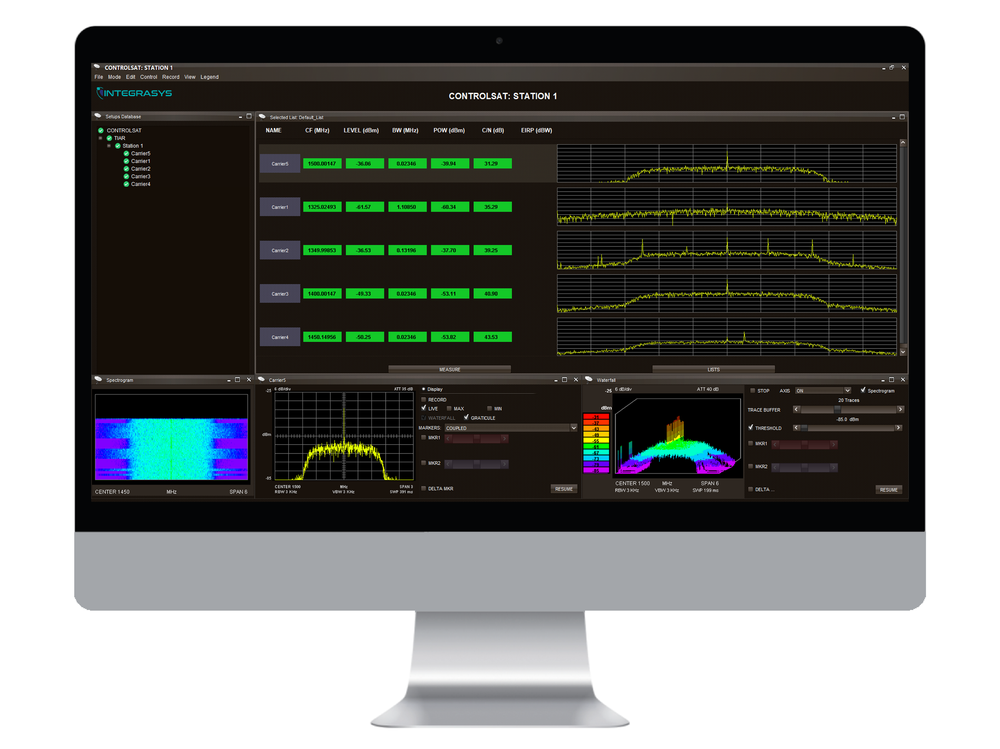 CONTROLSAT: STATION 1
File Mode Edit Control Record View Legend
INTEGRASYS
CONTROLSAT: STATION 1
Setups Database
CONTROLSAT
TIAR
Station 1
Carrier5
Carrier1
Carrier2
Carrier3
Carrier4
Selected List: Default_List
NAME CF (MHz) LEVEL (dBm) BW (MHz) POW (dBm) C/N (dB) EIRP (dBW)
Carrier5 1500.00147 -36.06 0.02346 -39.94 31.29
Carrier1 1325.02493 -61.57 1.10850 -60.34 35.29
Carrier2 1349.99853 -36.53 0.13196 -37.70 39.25
Carrier3 1400.00147 -49.33 0.02346 -53.11 40.90
Carrier4 1450.14956 -50.25 0.02346 -53.82 43.53
MEASURE LISTS
Spectrogram
CENTER 1450 MHz SPAN 6
Carrier5
-25 6 dB/div ATT 35 dB
dBm
-85
CENTER 1500 MHz SPAN 3
RBW 3 KHz VBW 3 KHz SWP 391 ms
Display
RECORD
LIVE MAX MIN
WATERFALL GRATICULE
MARKERS: COUPLED
MKR1
MKR2
DELTA MKR RESUME
Waterfall
-25 6 dB/div ATT 40 dB
dBm
-31
-37
-43
-49
-55
-61
-67
-73
-79
-85
CENTER 1500 MHz SPAN 6
RBW 3 KHz VBW 3 KHz SWP 199 ms
STOP AXIS ON Spectrogram
20 Traces
TRACE BUFFER
-85.0 dBm
THRESHOLD
MKR1
MKR2
DELTA ... RESUME